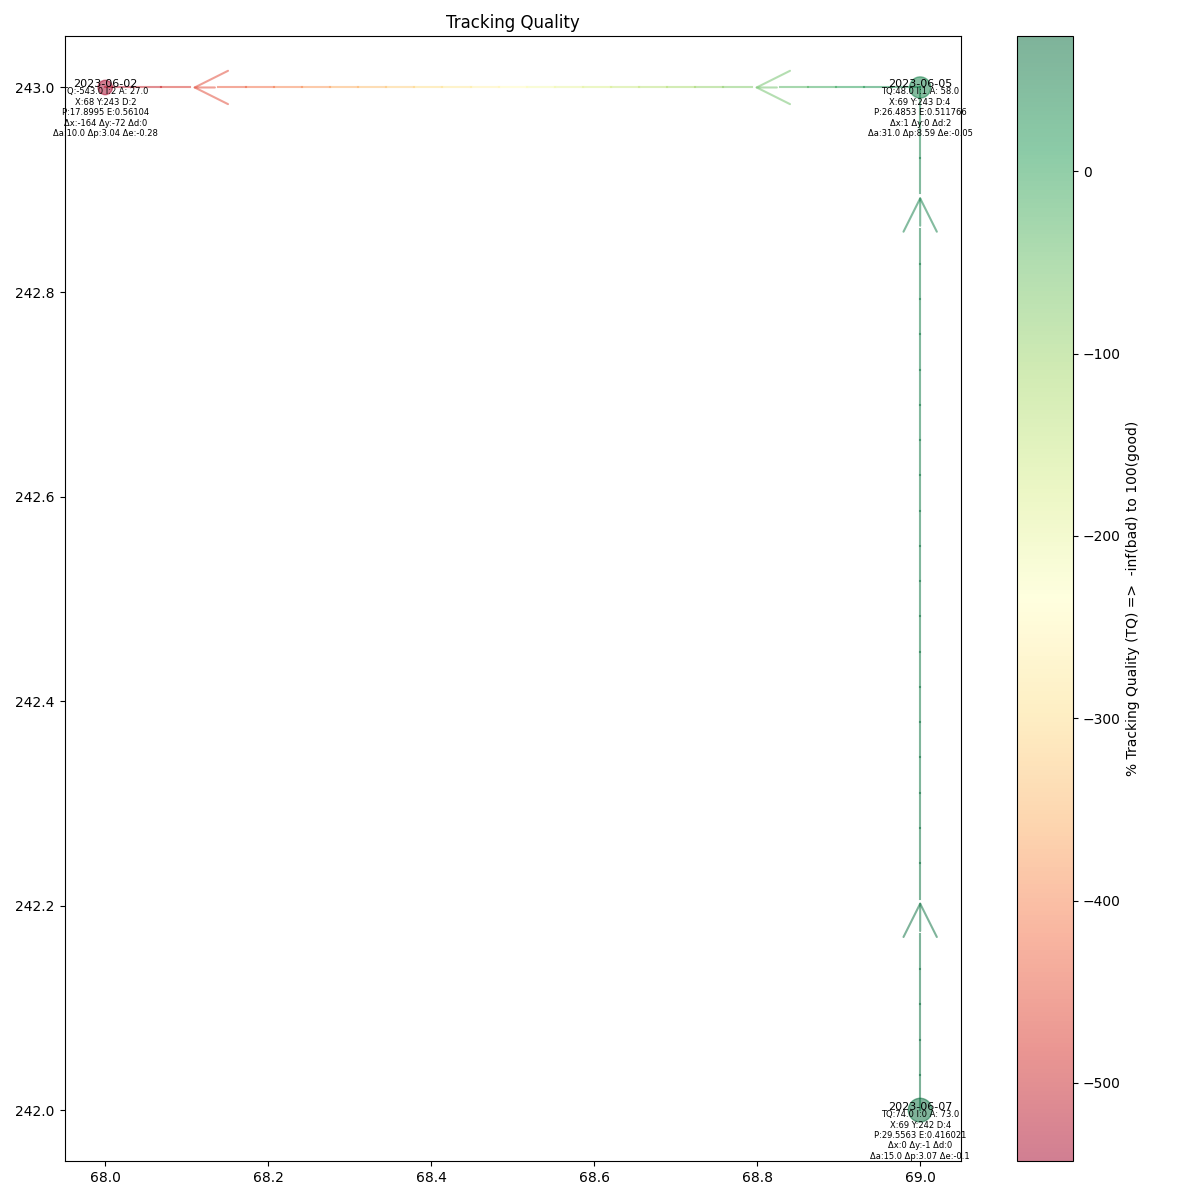 Tracking Quality
243.0
242.8
242.6
242.4
242.2
242.0
68.0
68.2
68.4
68.6
68.8
69.0
2023-06-02
TQ:-543.0 I:2 A: 27.0
X:68 Y:243 D:2
P:17.8995 E:0.56104
Δx:-164 Δy:-72 Δd:0
Δa:10.0 Δp:3.04 Δe:-0.28
2023-06-05
TQ:48.0 I:1 A: 58.0
X:69 Y:243 D:4
P:26.4853 E:0.511766
Δx:1 Δy:0 Δd:2
Δa:31.0 Δp:8.59 Δe:-0.05
2023-06-07
TQ:74.0 I:0 A: 73.0
X:69 Y:242 D:4
P:29.5563 E:0.416021
Δx:0 Δy:-1 Δd:0
Δa:15.0 Δp:3.07 Δe:-0.1
0
−100
−200
−300
−400
−500
% Tracking Quality (TQ) => -inf(bad) to 100(good)